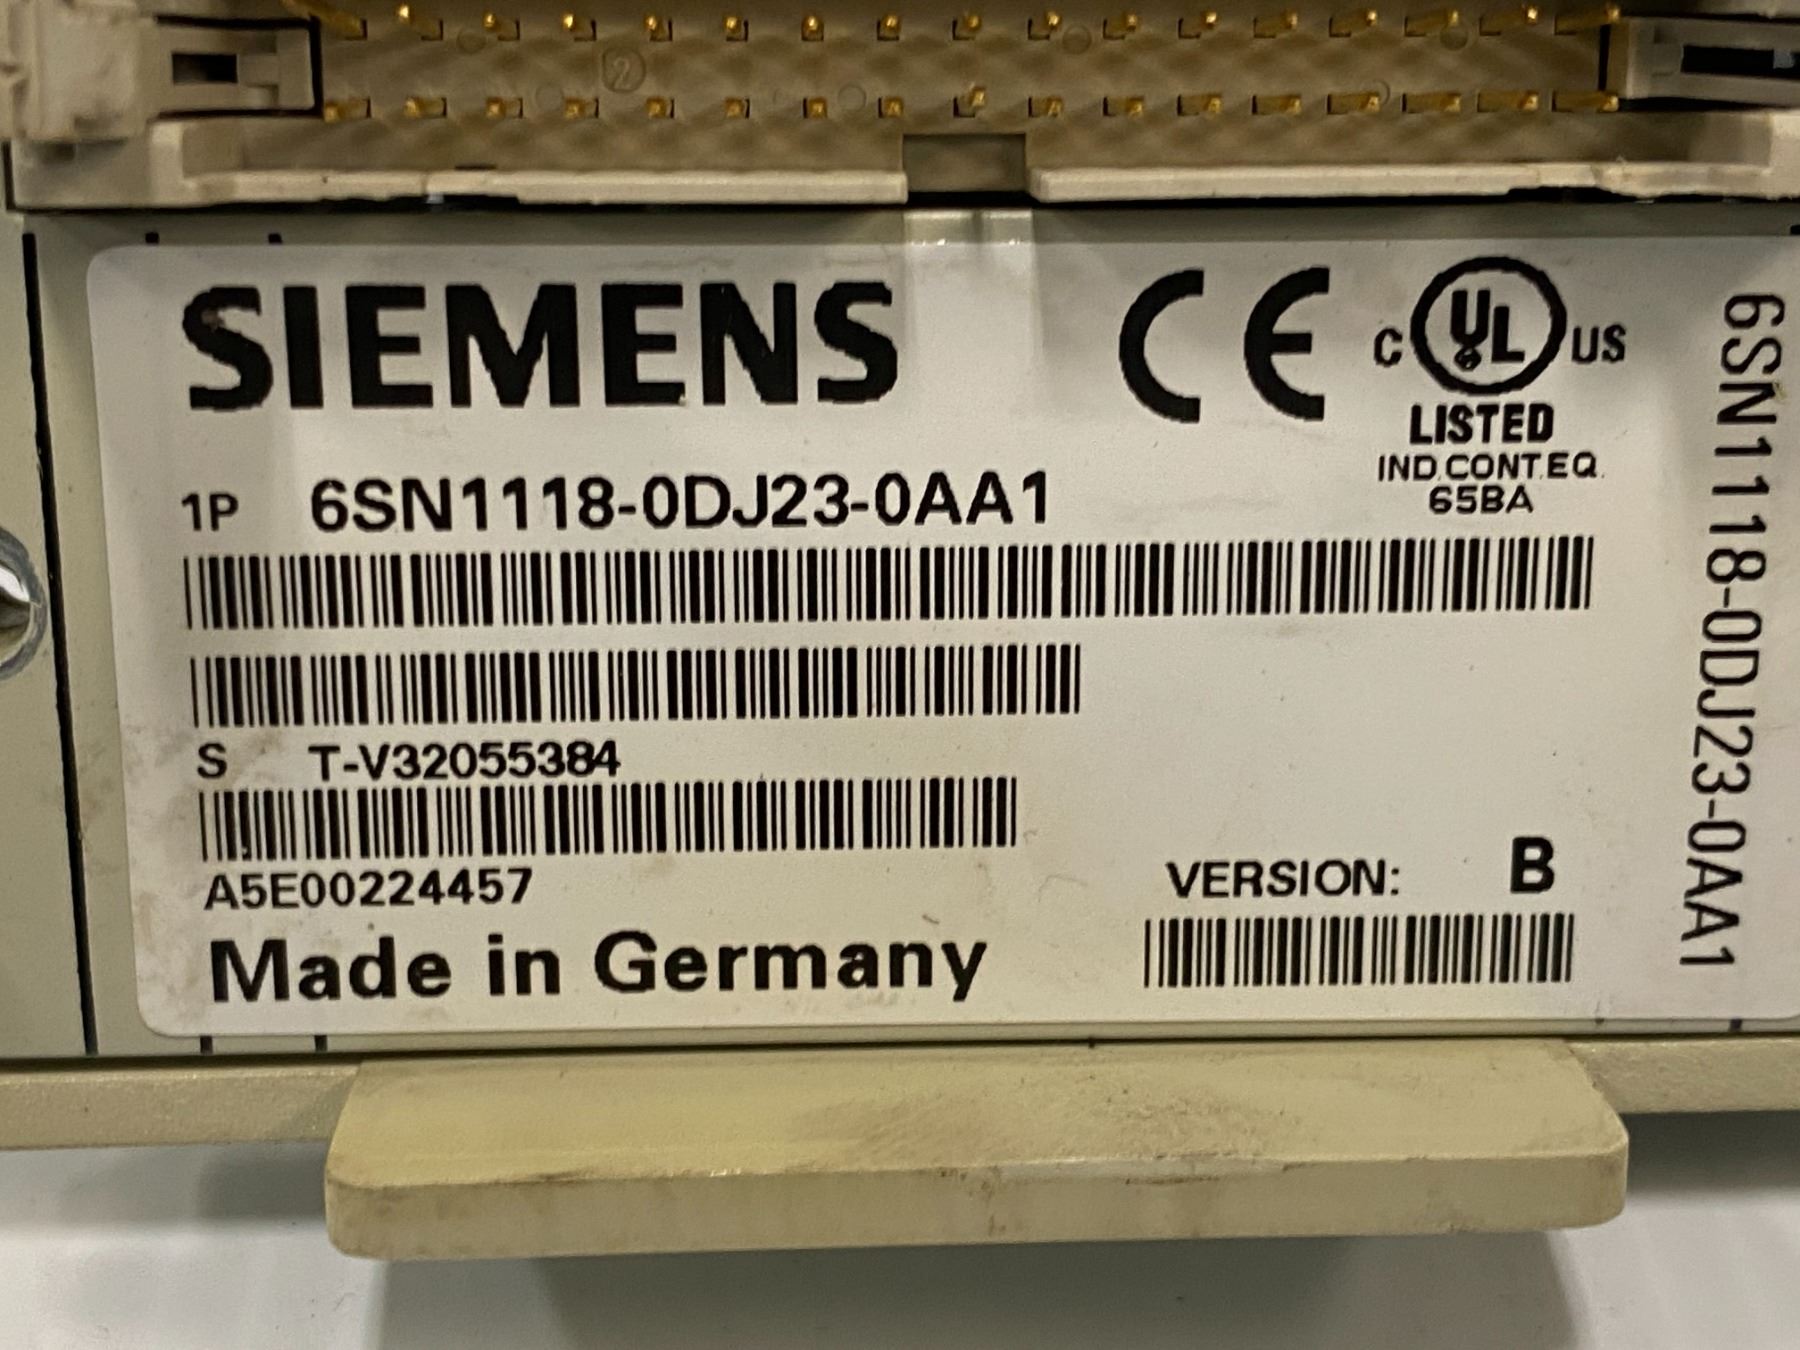 2
SIEMENS
CE
C UL US
LISTED
IND.CONT.EQ.
65BA
1P 6SN1118-0DJ23-0AA1
S T-V32055384
A5E00224457
VERSION: B
Made in Germany
6SN1118-0DJ23-0AA1